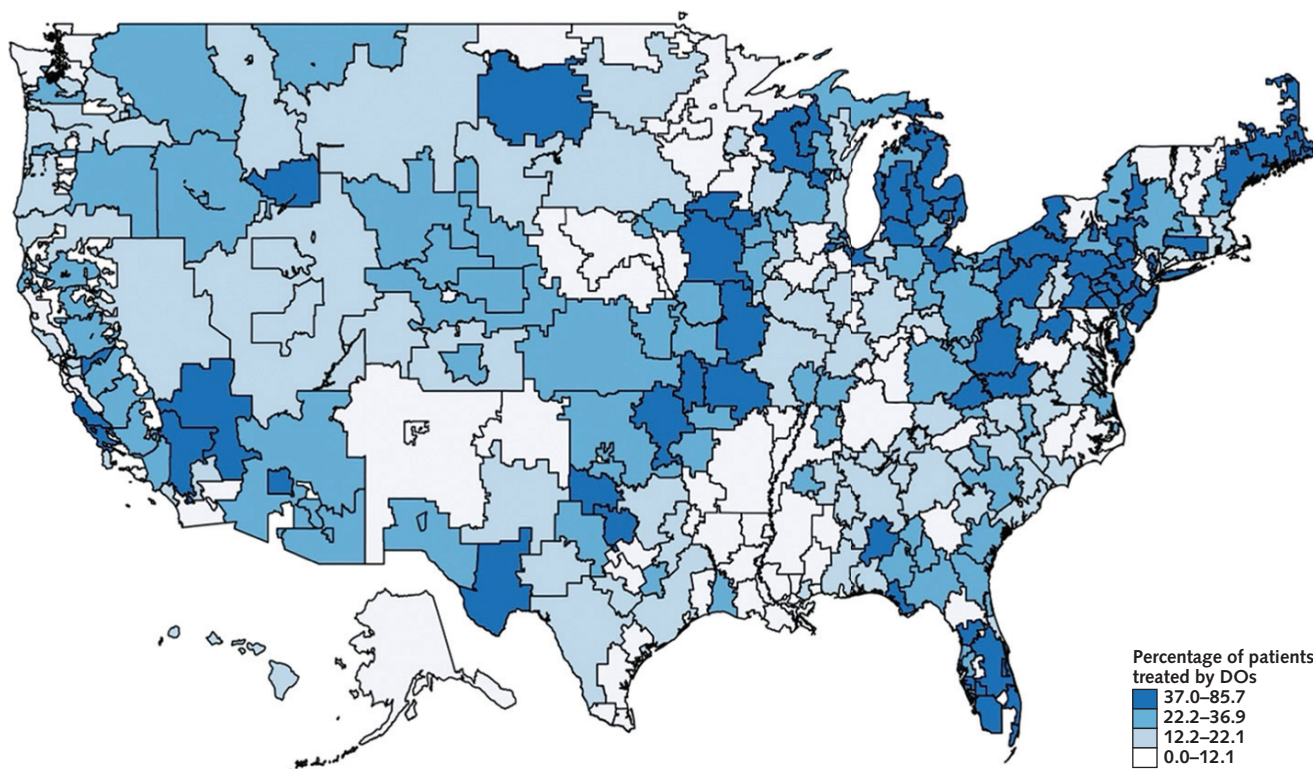 Percentage of patients
treated by DOs
37.0–85.7
22.2–36.9
12.2–22.1
0.0–12.1